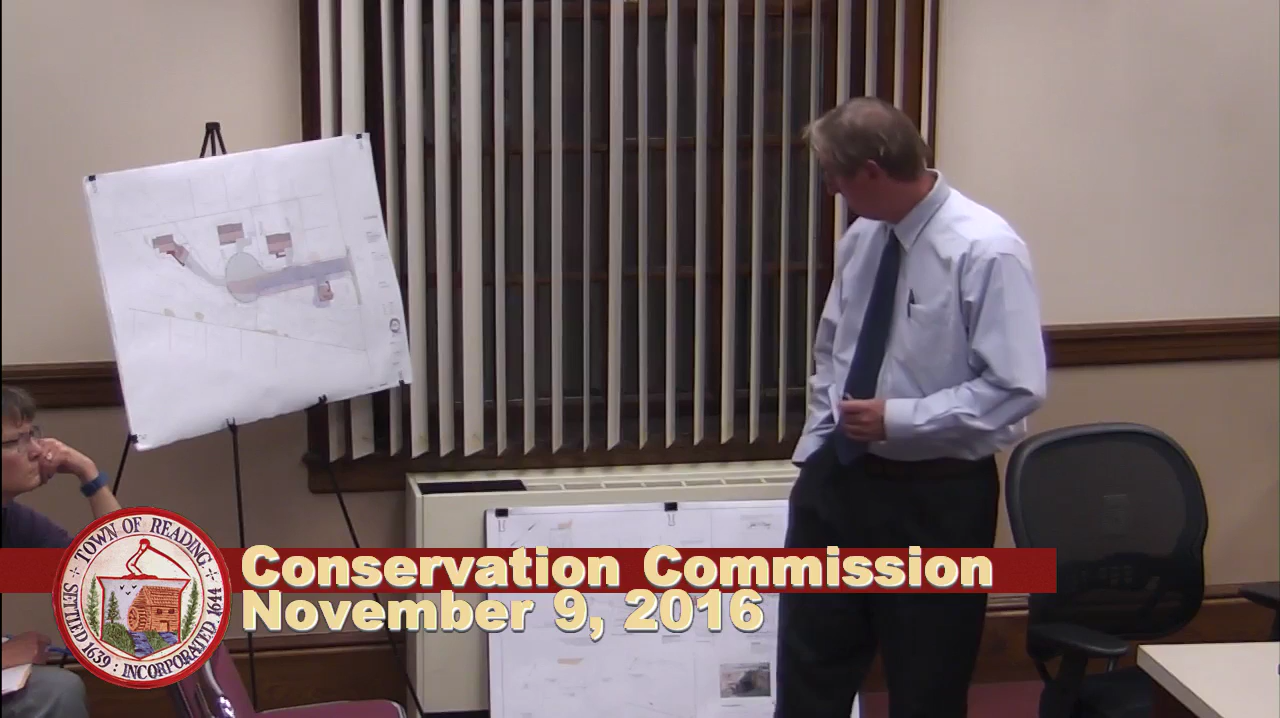 TOWN OF READING
SETTLED 1639 : INCORPORATED 1644
Conservation Commission
November 9, 2016